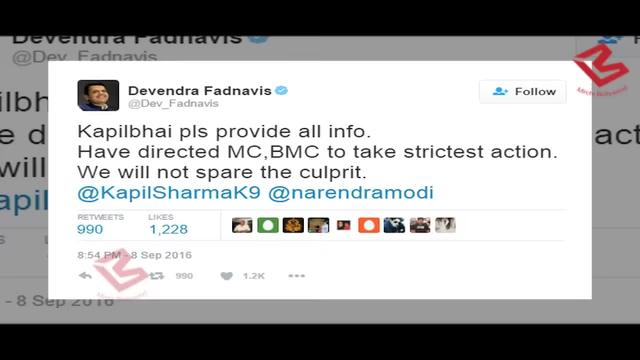 Devendra Fadnavis
@Dev_Fadnavis
Devendra Fadnavis
@Dev_Fadnavis
Follow
Kapilbhai pls provide all info.
Have directed MC,BMC to take strictest action.
We will not spare the culprit.
@KapilSharmaK9 @narendramodi
RETWEETS LIKES
990 1,228
8:54 PM - 8 Sep 2016
990 1.2K
- 8 Sep 2016